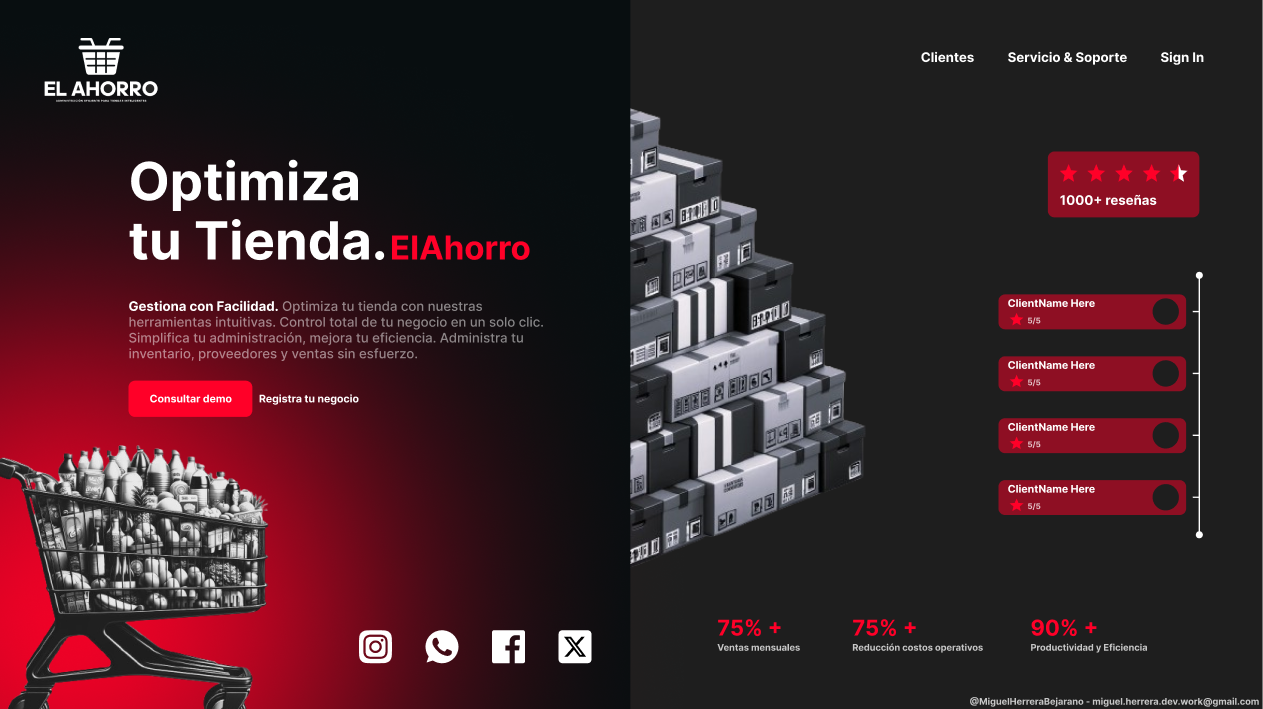 EL AHORRO
ADMINISTRACIÓN EFICIENTE PARA TIENDAS INTELIGENTES
Clientes
Servicio & Soporte
Sign In
Optimiza
tu Tienda. ElAhorro
Gestiona con Facilidad. Optimiza tu tienda con nuestras
herramientas intuitivas. Control total de tu negocio en un solo clic.
Simplifica tu administración, mejora tu eficiencia. Administra tu
inventario, proveedores y ventas sin esfuerzo.
Consultar demo
Registra tu negocio
1000+ reseñas
ClientName Here
5/5
ClientName Here
5/5
ClientName Here
5/5
ClientName Here
5/5
75% +
Ventas mensuales
75% +
Reducción costos operativos
90% +
Productividad y Eficiencia
@MiguelHerreraBejarano - miguel.herrera.dev.work@gmail.com